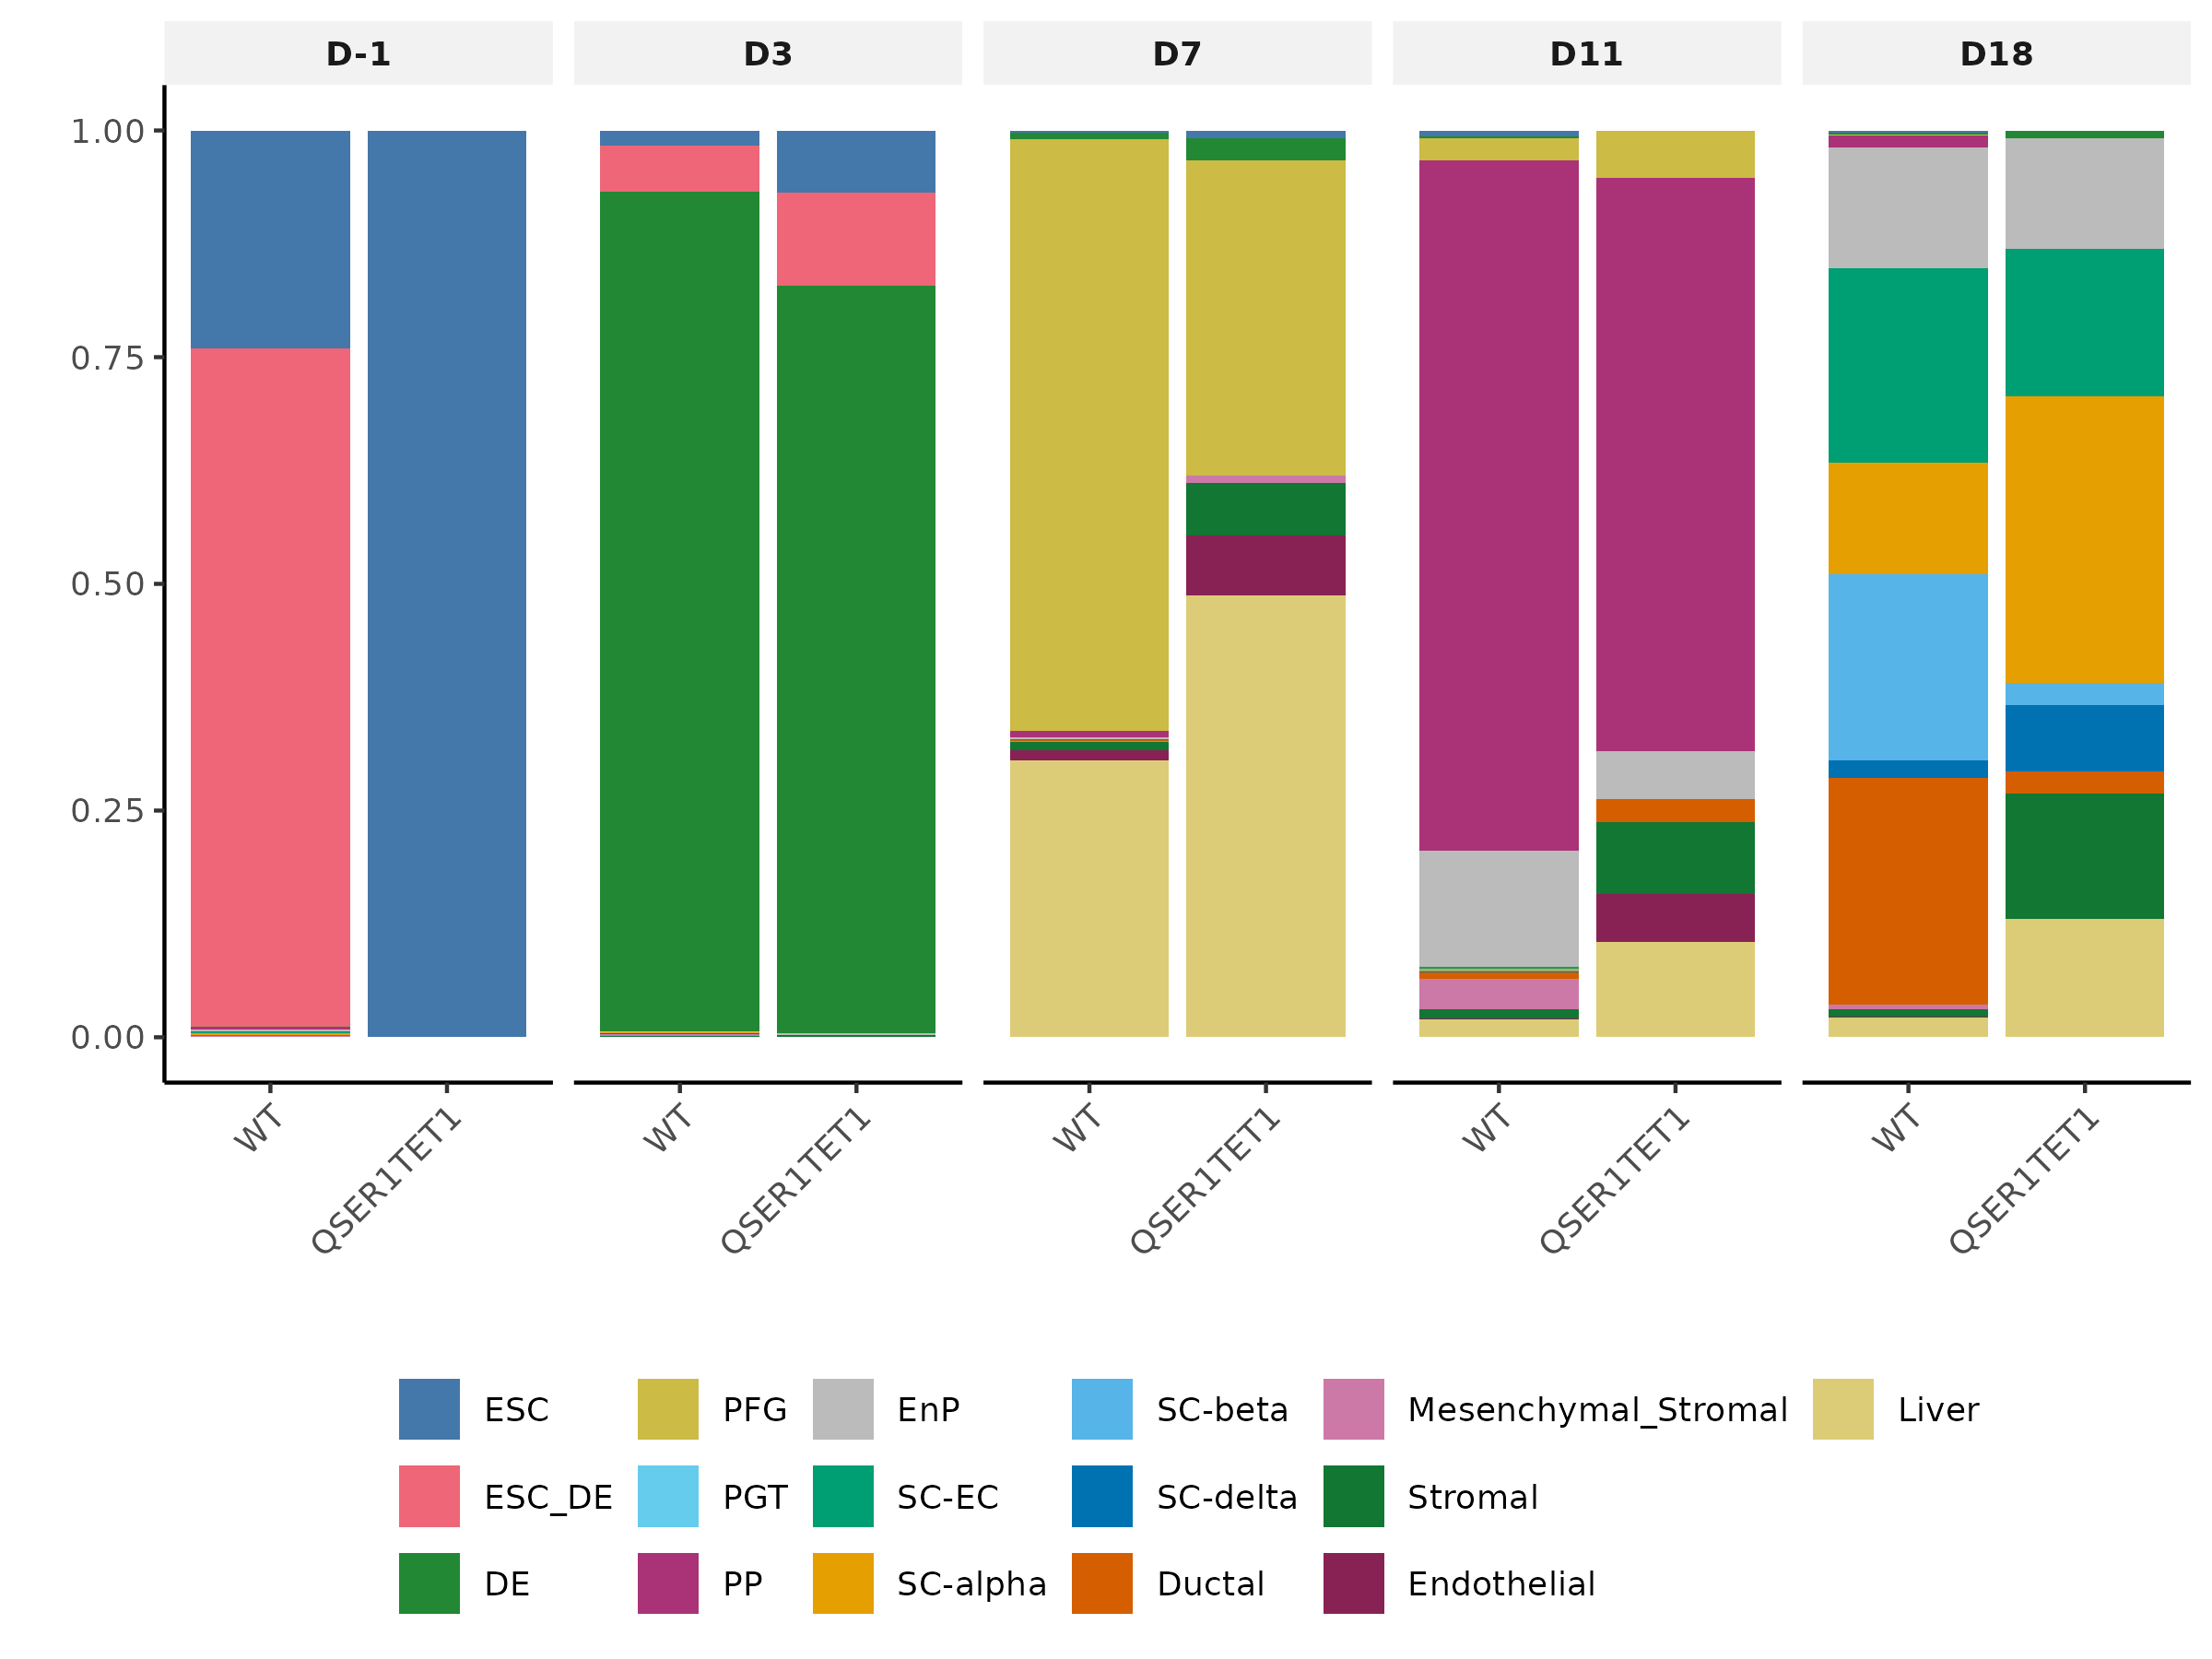 D-1 D3 D7 D11 D18
1.00
0.75
0.50
0.25
0.00
WT QSER1TET1 WT QSER1TET1 WT QSER1TET1 WT QSER1TET1 WT QSER1TET1
ESC PFG EnP SC-beta Mesenchymal_Stromal Liver
ESC_DE PGT SC-EC SC-delta Stromal
DE PP SC-alpha Ductal Endothelial